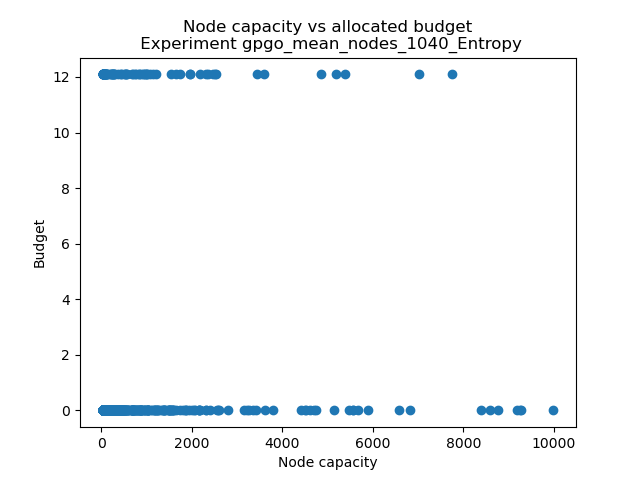 Node capacity vs allocated budget
Experiment gpgo_mean_nodes_1040_Entropy
12
10
8
6
4
2
0
Budget
0 2000 4000 6000 8000 10000
Node capacity